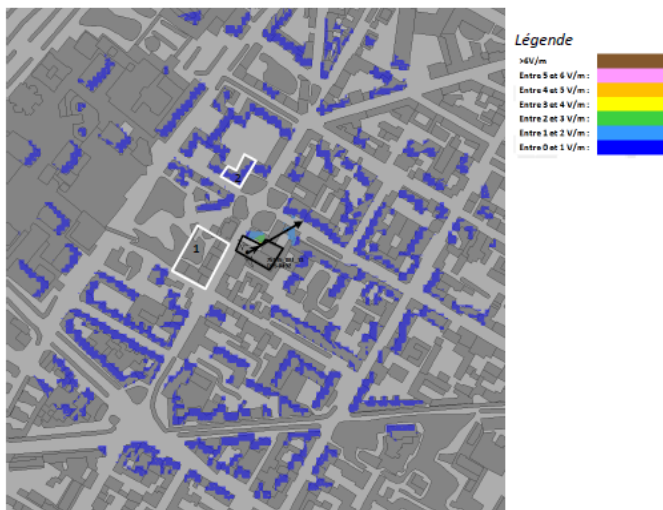 Légende
>6V/m
Entre 5 et 6 V/m :
Entre 4 et 5 V/m :
Entre 3 et 4 V/m :
Entre 2 et 3 V/m :
Entre 1 et 2 V/m :
Entre 0 et 1 V/m :
2
1